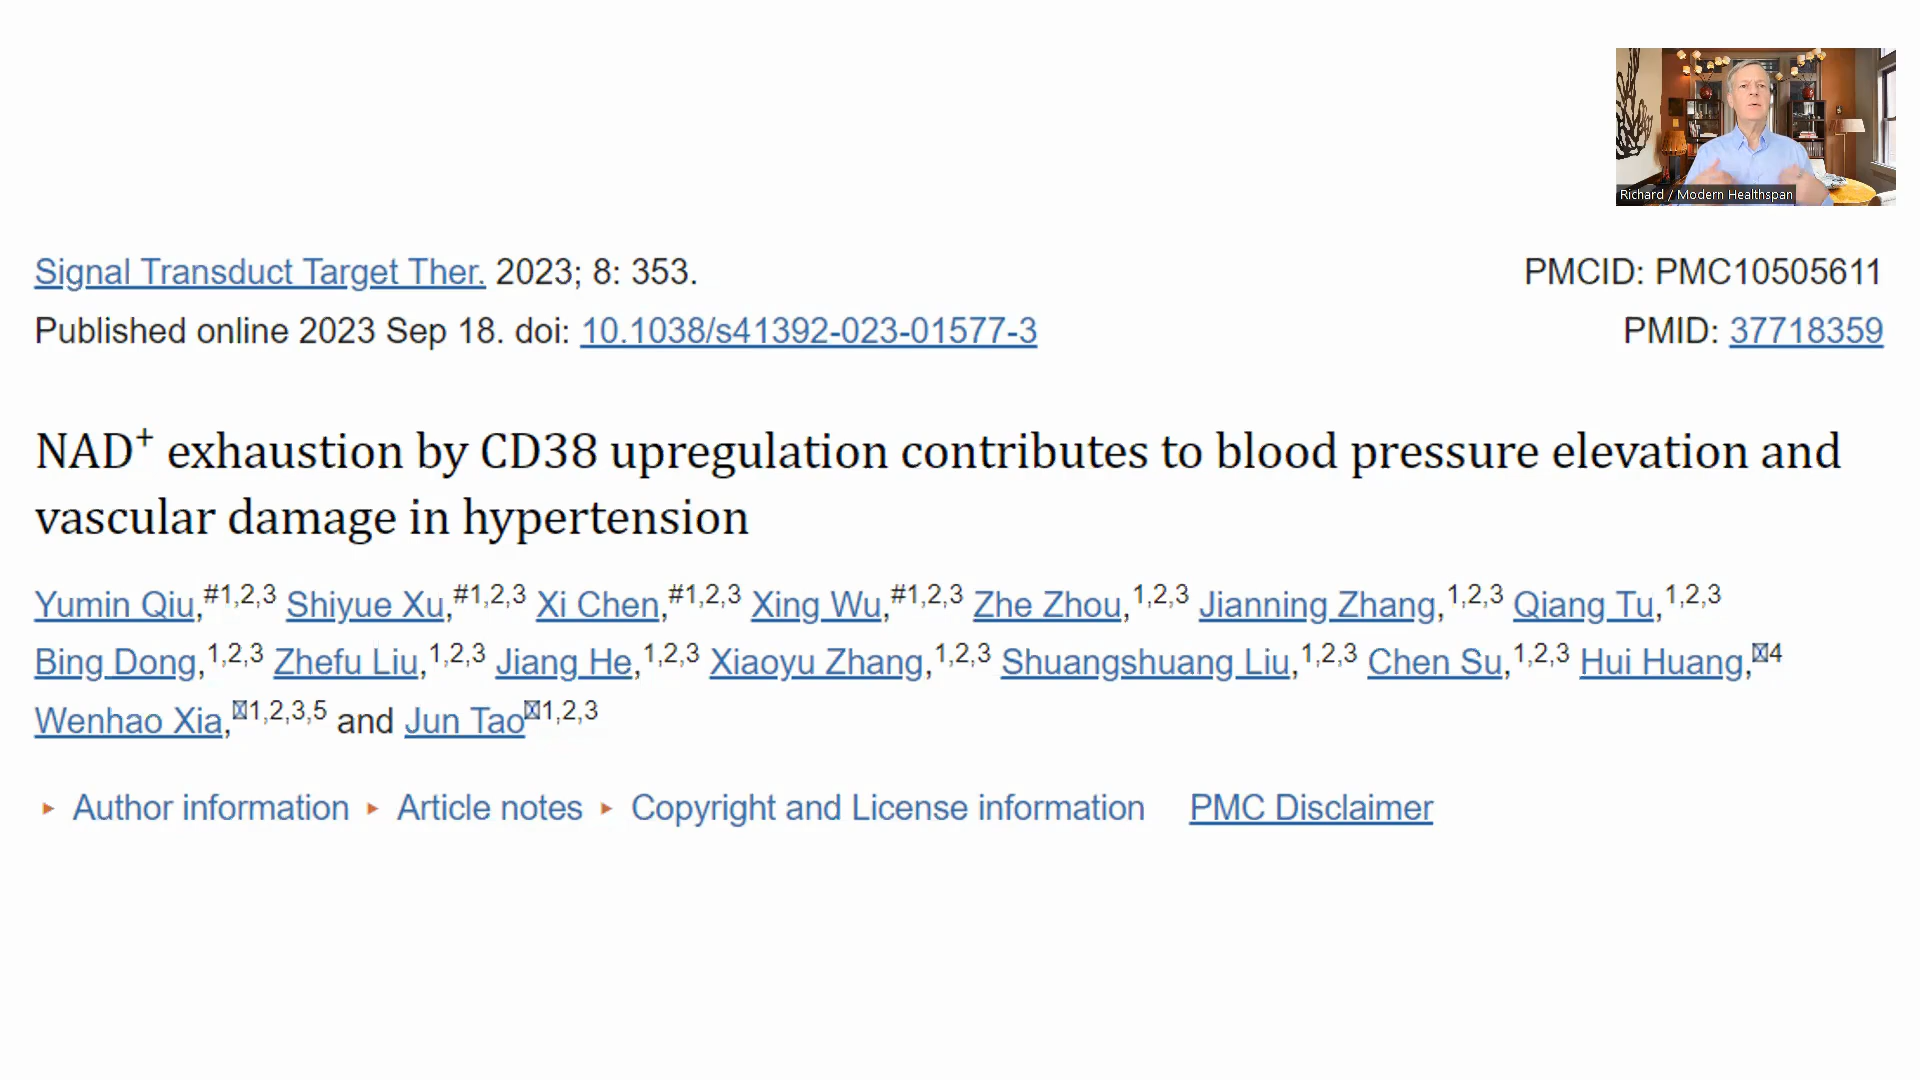 Richard / Modern Healthspan
Signal Transduct Target Ther. 2023; 8: 353.
PMCID: PMC10505611
Published online 2023 Sep 18. doi: 10.1038/s41392-023-01577-3
PMID: 37718359
NAD+ exhaustion by CD38 upregulation contributes to blood pressure elevation and
vascular damage in hypertension
Yumin Qiu,#1,2,3 Shiyue Xu,#1,2,3 Xi Chen,#1,2,3 Xing Wu,#1,2,3 Zhe Zhou,1,2,3 Jianning Zhang,1,2,3 Qiang Tu,1,2,3
Bing Dong,1,2,3 Zhefu Liu,1,2,3 Jiang He,1,2,3 Xiaoyu Zhang,1,2,3 Shuangshuang Liu,1,2,3 Chen Su,1,2,3 Hui Huang,4
Wenhao Xia,1,2,3,5 and Jun Tao1,2,3
Author information Article notes Copyright and License information PMC Disclaimer